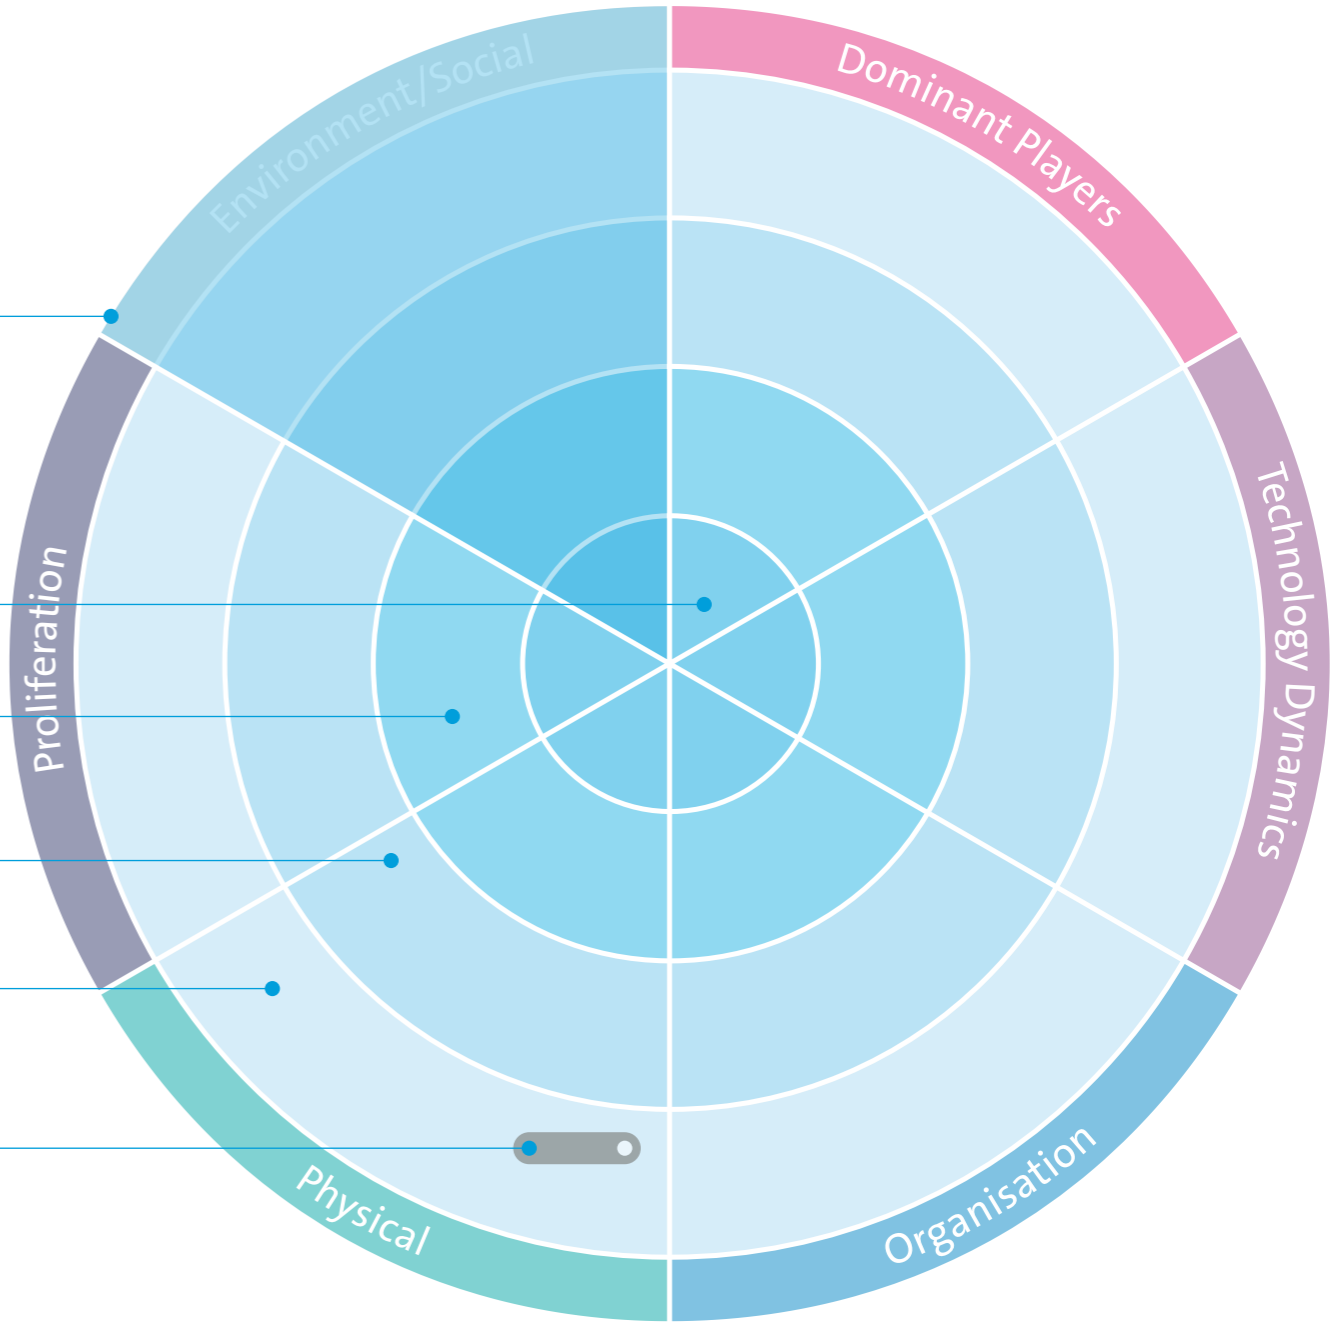 Environment/Social
Dominant Players
Technology Dynamics
Organisation
Physical
Proliferation